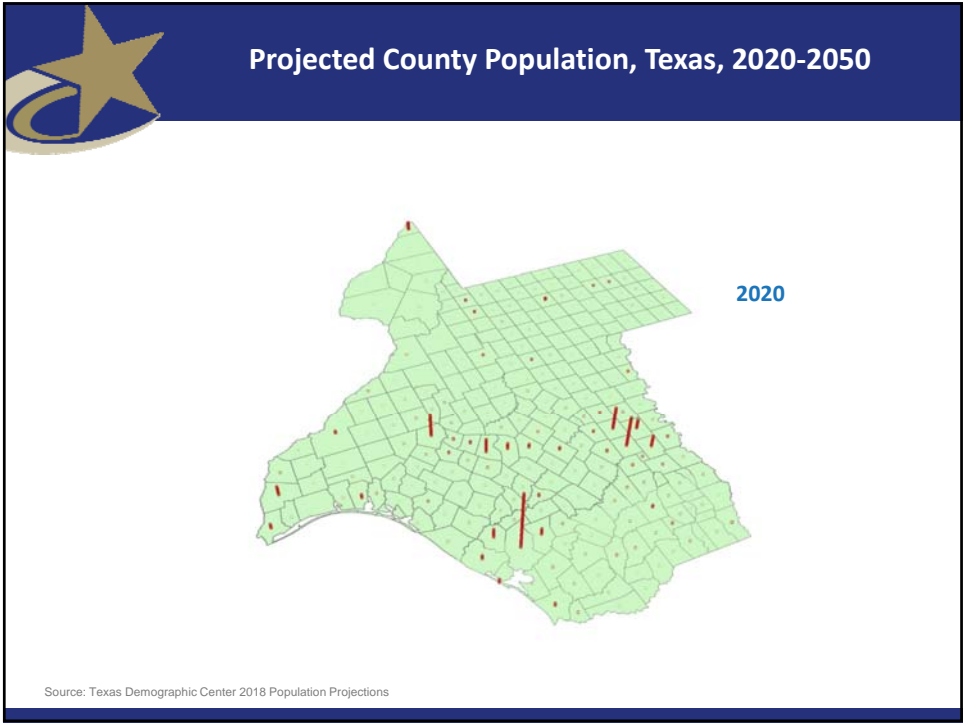 Projected County Population, Texas, 2020-2050
2020
Source: Texas Demographic Center 2018 Population Projections